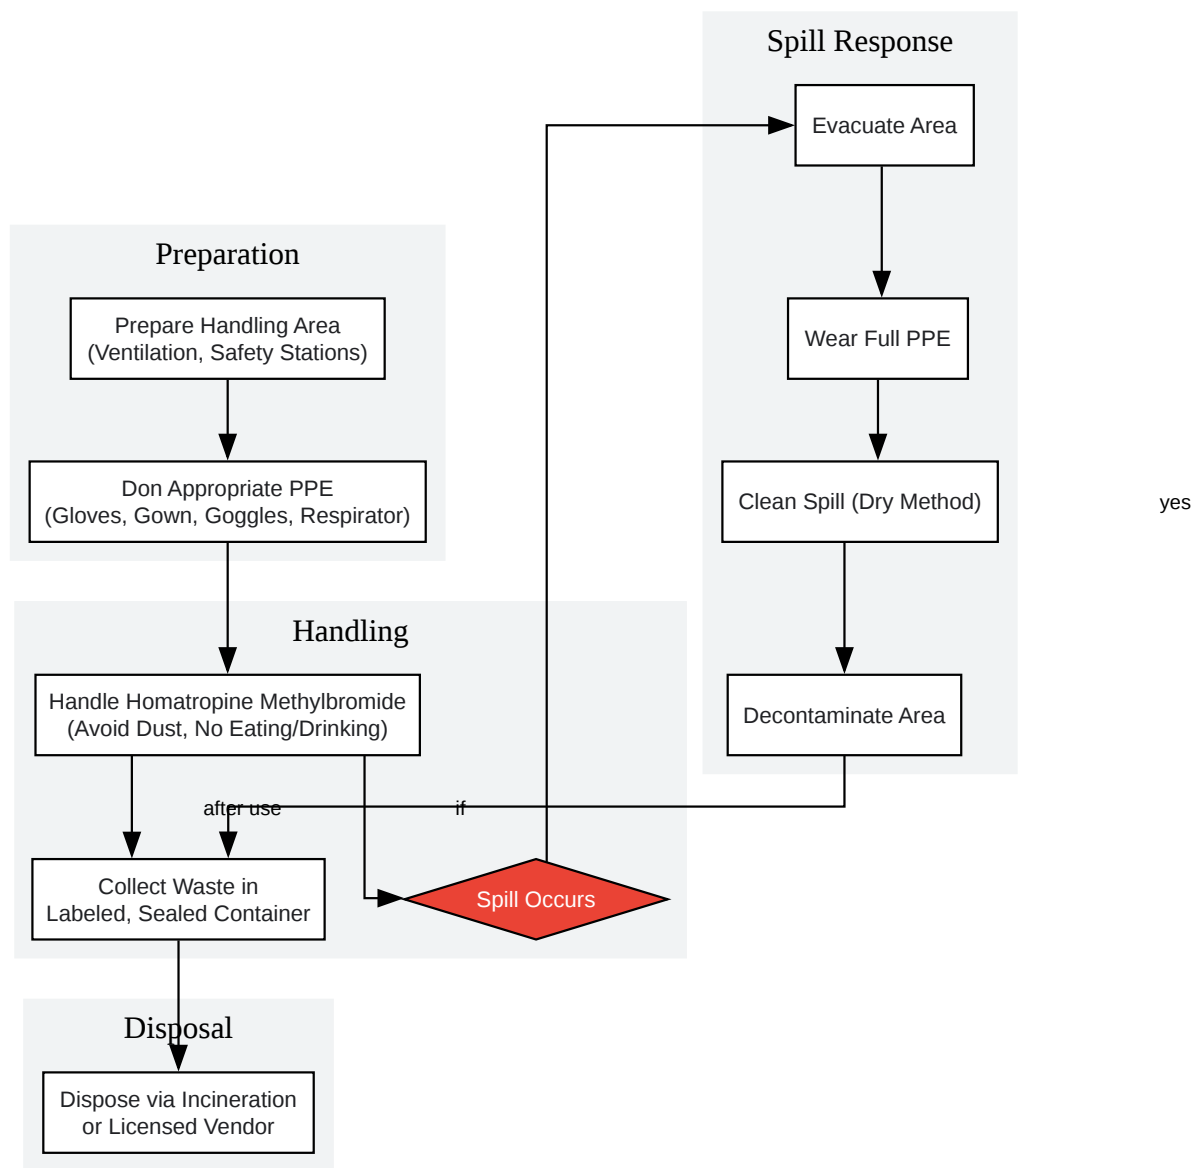 Spill Response
Evacuate Area
Preparation
Prepare Handling Area
(Ventilation, Safety Stations)
Wear Full PPE
Don Appropriate PPE
(Gloves, Gown, Goggles, Respirator)
Clean Spill (Dry Method)
yes
Handling
Handle Homatropine Methylbromide
(Avoid Dust, No Eating/Drinking)
Decontaminate Area
after use
if
Collect Waste in
Labeled, Sealed Container
Spill Occurs
Disposal
Dispose via Incineration
or Licensed Vendor